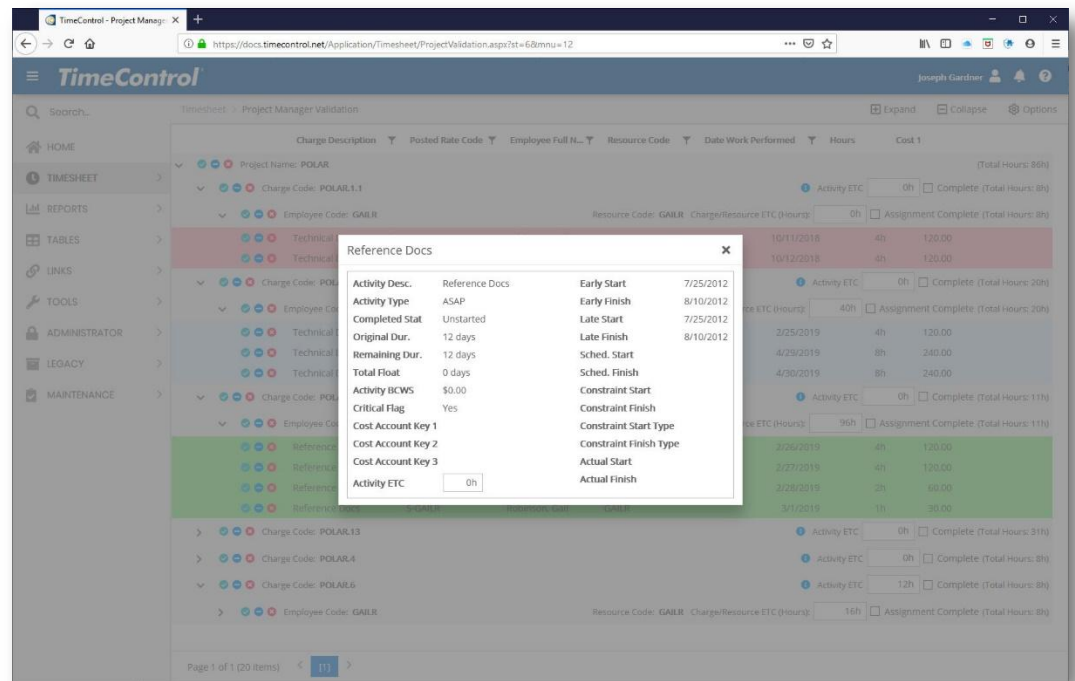 TimeControl - Project Manage
https://docs.timecontrol.net/Application/Timesheet/ProjectValidation.aspx?st=6&mnu=12
TimeControl
Joseph Gardner
Search..
Timesheet > Project Manager Validation
Expand Collapse Options
Charge Description Posted Rate Code Employee Full N... Resource Code Date Work Performed Hours Cost 1
HOME
Project Name: POLAR (Total Hours: 86h)
TIMESHEET
Charge Code: POLAR.1.1 Activity ETC 0h Complete (Total Hours: 8h)
REPORTS
Employee Code: GAILR Resource Code: GAILR Charge/Resource ETC (Hours): 0h Assignment Complete (Total Hours: 8h)
TABLES
Technical 10/11/2018 4h 120.00
Technical 10/12/2018 4h 120.00
LINKS
Charge Code: Activity ETC 0h Complete (Total Hours: 20h)
TOOLS
Employee ETC (Hours): 40h Assignment Complete (Total Hours: 20h)
ADMINISTRATOR
Technical 2/25/2019 4h 120.00
Technical 4/29/2019 8h 240.00
LEGACY
Technical 4/30/2019 8h 240.00
MAINTENANCE
Charge Code: Activity ETC 0h Complete (Total Hours: 11h)
Employee ETC (Hours): 96h Assignment Complete (Total Hours: 11h)
Reference 2/26/2019 4h 120.00
Reference 2/27/2019 4h 120.00
Reference 2/28/2019 2h 60.00
Reference Docs S-GAILR Robinson, Gail GAILR 3/1/2019 1h 30.00
Charge Code: POLAR.13 Activity ETC 0h Complete (Total Hours: 31h)
Charge Code: POLAR.4 Activity ETC 0h Complete (Total Hours: 8h)
Charge Code: POLAR.6 Activity ETC 12h Complete (Total Hours: 8h)
Employee Code: GAILR Resource Code: GAILR Charge/Resource ETC (Hours): 16h Assignment Complete (Total Hours: 8h)
Page 1 of 1 (20 items) [1]
Reference Docs
Activity Desc. Reference Docs Early Start 7/25/2012
Activity Type ASAP Early Finish 8/10/2012
Completed Stat Unstarted Late Start 7/25/2012
Original Dur. 12 days Late Finish 8/10/2012
Remaining Dur. 12 days Sched. Start
Total Float 0 days Sched. Finish
Activity BCWS $0.00 Constraint Start
Critical Flag Yes Constraint Finish
Cost Account Key 1 Constraint Start Type
Cost Account Key 2 Constraint Finish Type
Cost Account Key 3 Actual Start
Activity ETC 0h Actual Finish